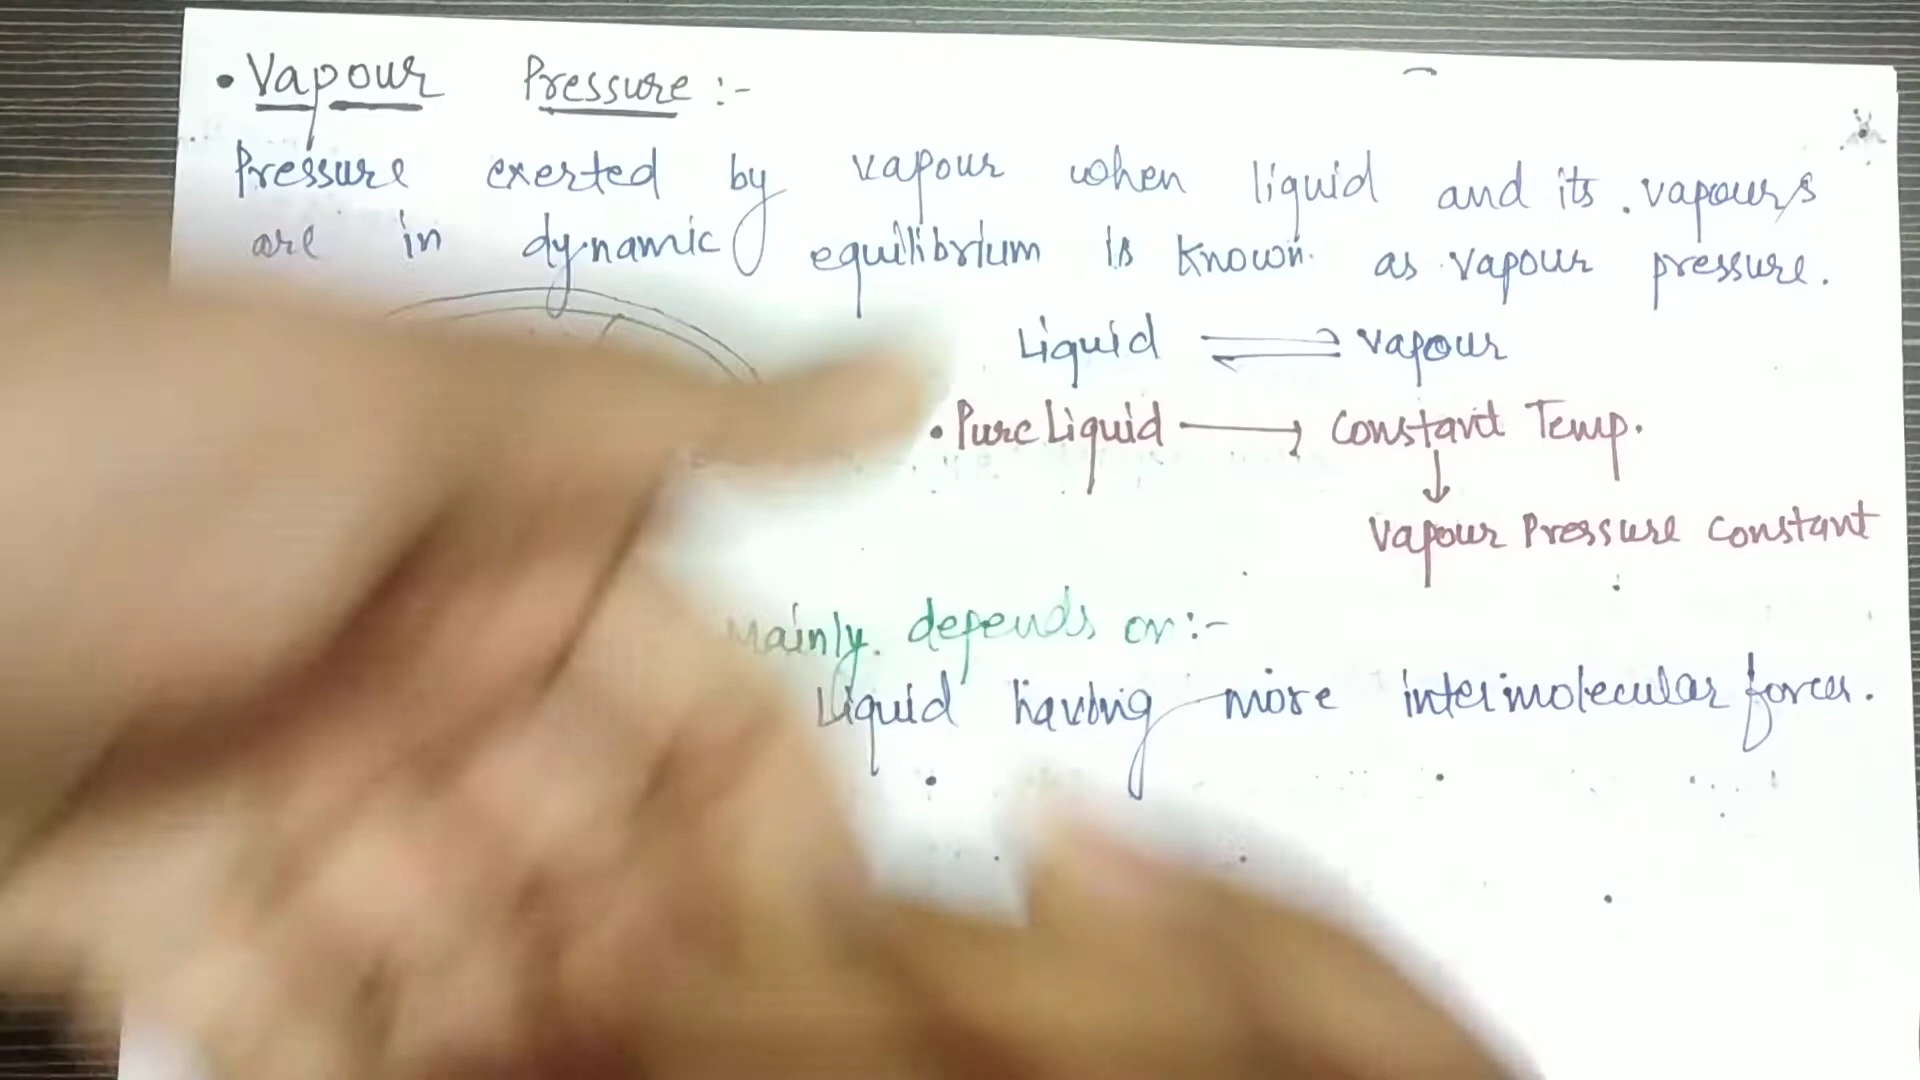 • Vapour Pressure :-
Pressure exerted by vapour when liquid and its vapours
are in dynamic equilibrium is known as vapour pressure.
Liquid ⇌ vapour
• Pure Liquid → Constant Temp.
↓
Vapour Pressure Constant
mainly depends on:-
Liquid having more intermolecular forces.